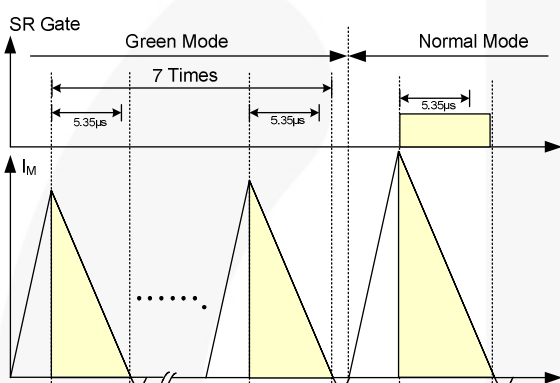 SR Gate
Green Mode
Normal Mode
7 Times
5.35µs
5.35µs
5.35µs
IM